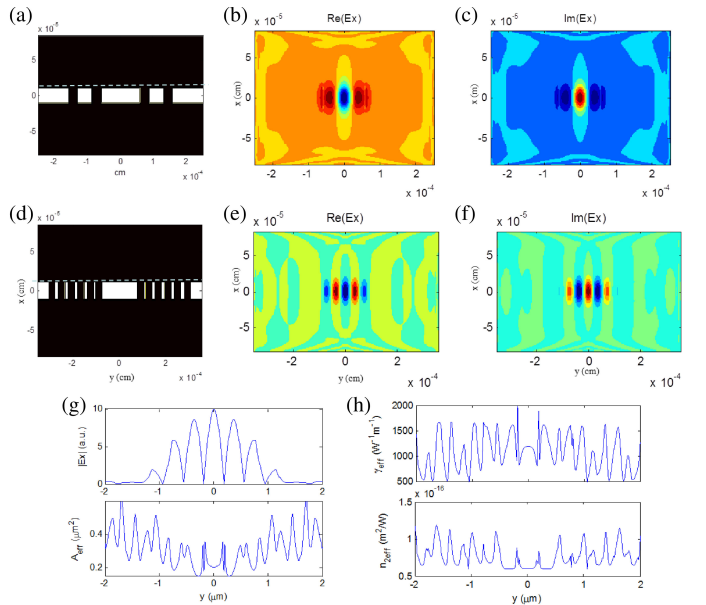 (a)
x 10⁻⁵
5
0
-5
-2 -1 0 1 2
cm
x 10⁻⁴
(b)
x 10⁻⁵
Re(Ex)
x (m)
5
0
-5
-2 0 2
x 10⁻⁴
(c)
x 10⁻⁵
Im(Ex)
x (m)
5
0
-5
-2 0 2
x 10⁻⁴
(d)
x 10⁻⁵
x (cm)
5
0
-5
-2 -1 0 1 2
y (cm)
x 10⁻⁴
(e)
x 10⁻⁵
Re(Ex)
x (cm)
5
0
-5
-2 0 2
y (cm)
x 10⁻⁴
(f)
x 10⁻⁵
Im(Ex)
x (cm)
5
0
-5
-2 0 2
y (cm)
x 10⁻⁴
(g)
|Ex| (a.u.)
10
5
0
-2 -1 0 1 2
A_eff (μm²)
0.4
0.2
-2 -1 0 1 2
y (μm)
(h)
γ_eff (W⁻¹m⁻¹)
2000
1500
1000
500
-2 -1 0 1 2
x 10⁻¹⁶
n_2eff (m²/W)
1.5
1
0.5
-2 -1 0 1 2
y (μm)